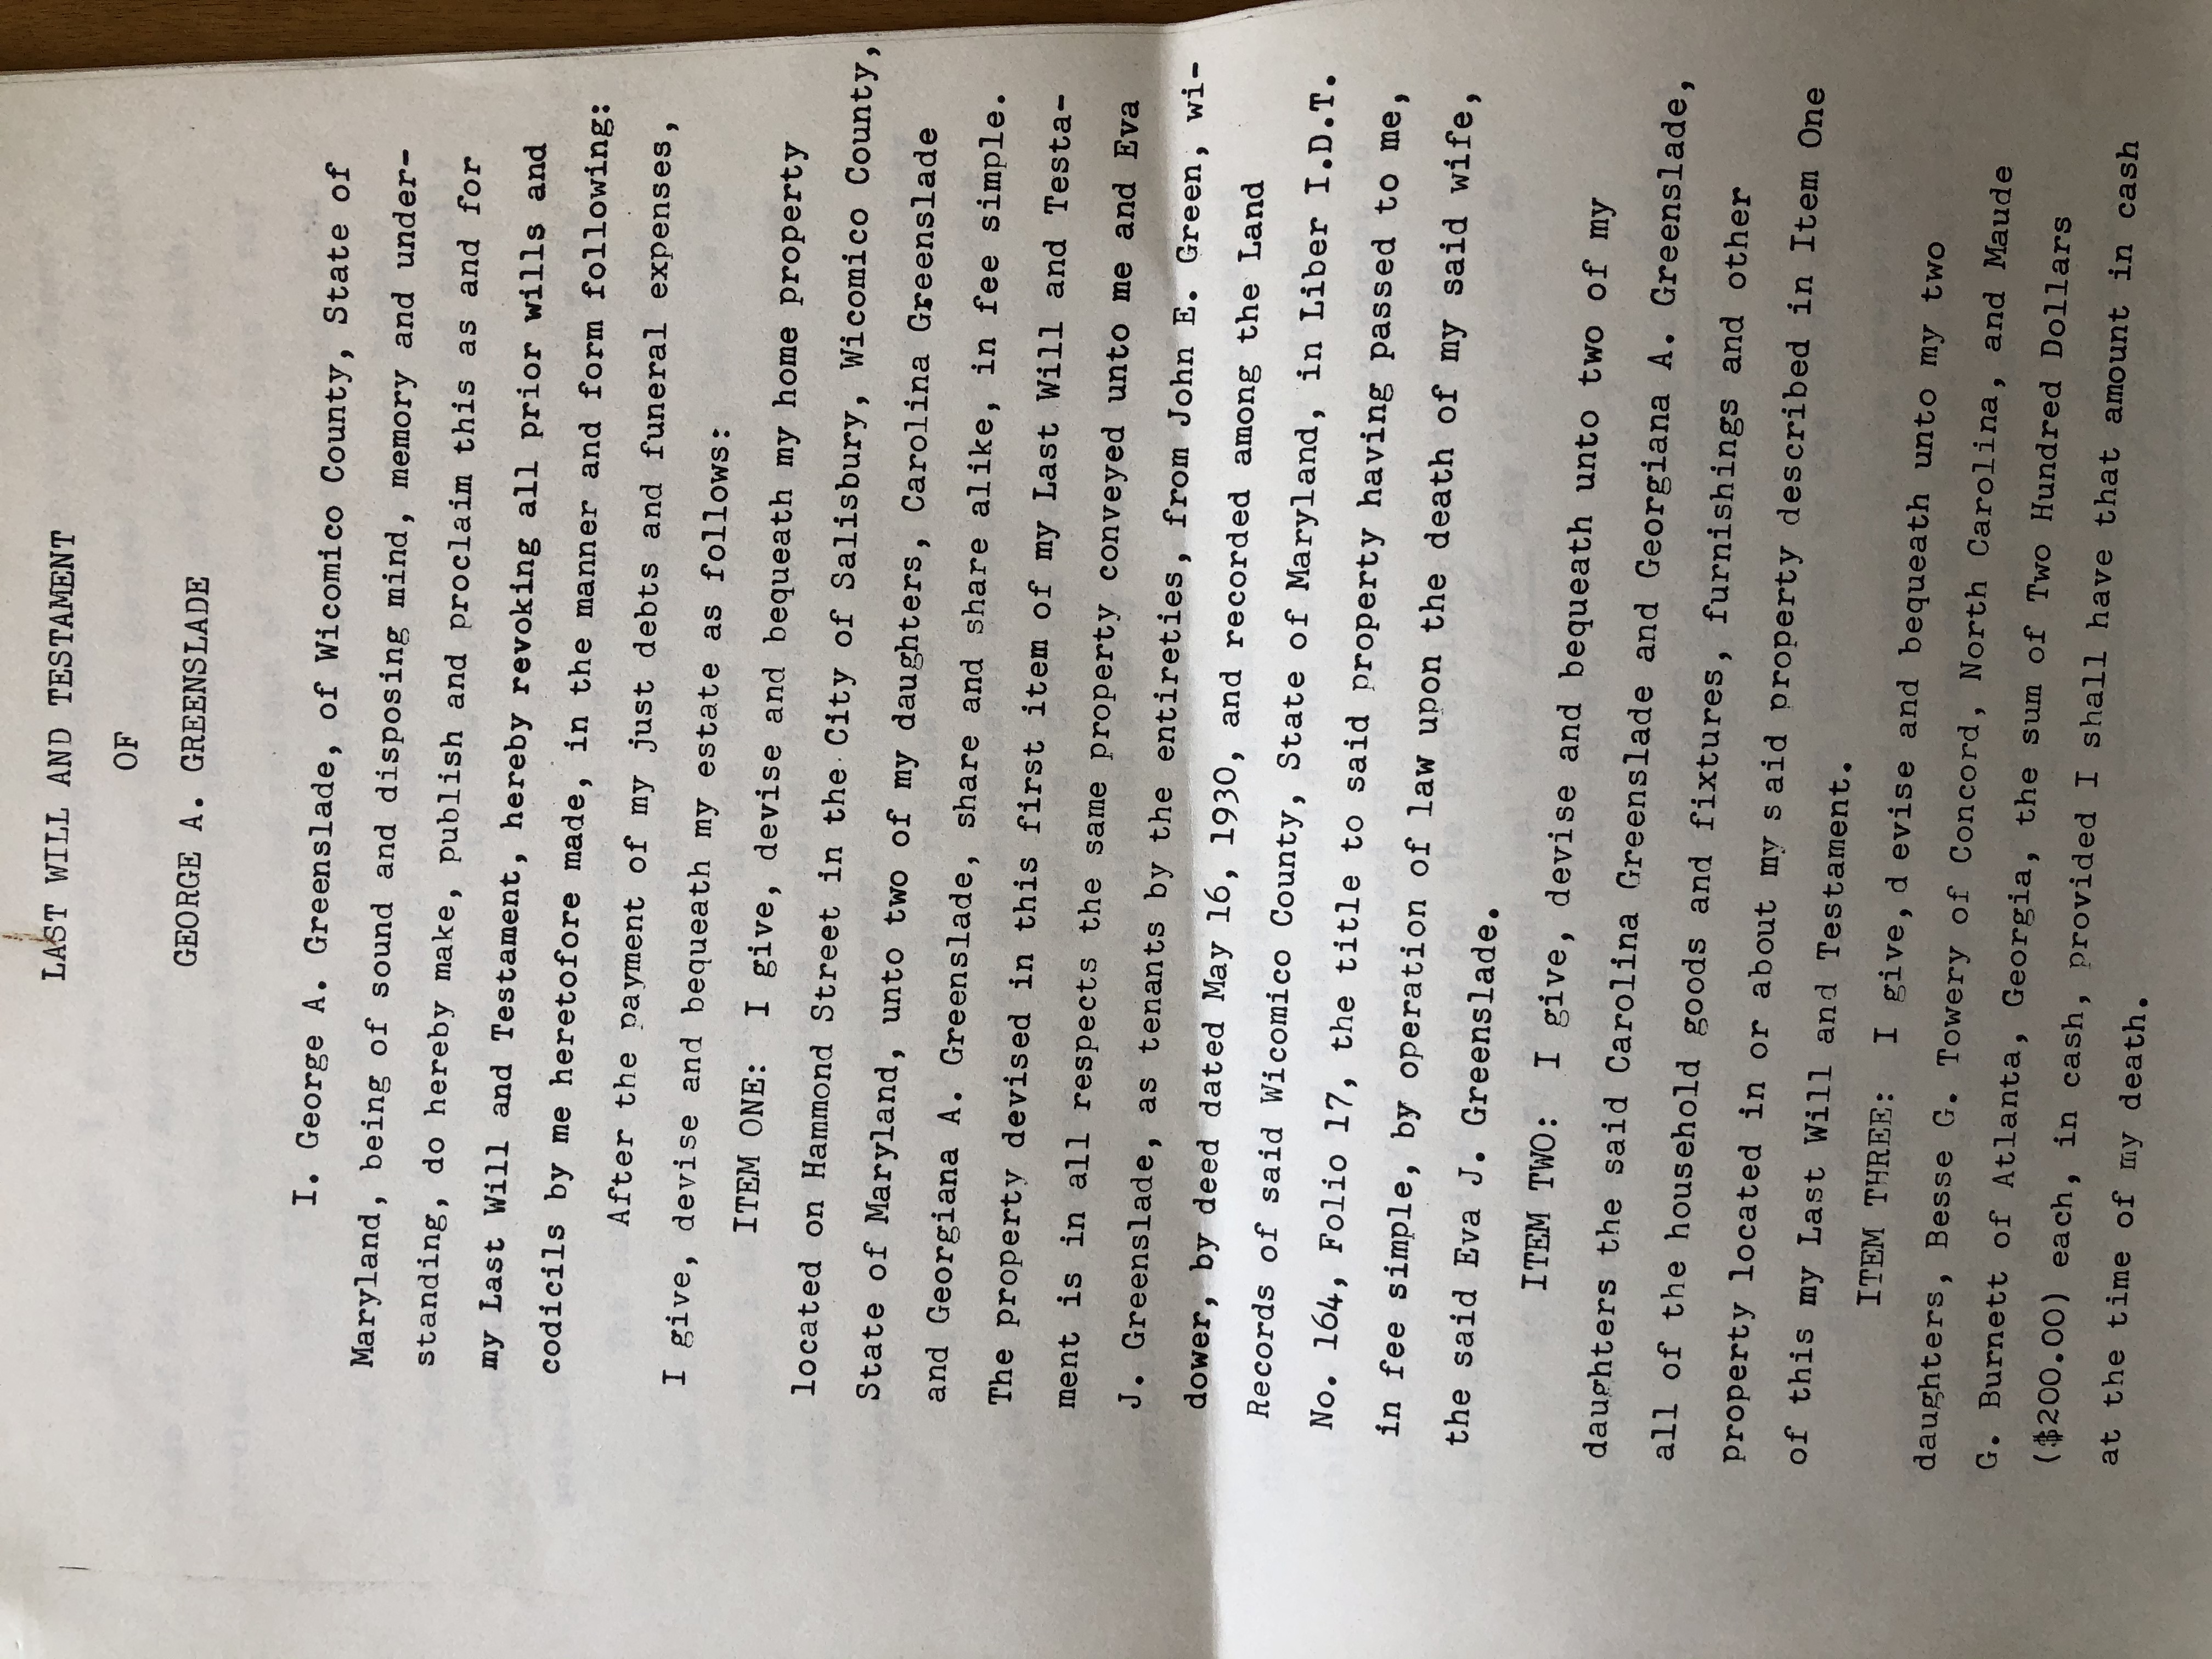 LAST WILL AND TESTAMENT
OF
GEORGE A. GREENSLADE
I. George A. Greenslade, of Wicomico County, State of
Maryland, being of sound and disposing mind, memory and under-
standing, do hereby make, publish and proclaim this as and for
my Last Will and Testament, hereby revoking all prior wills and
codicils by me heretofore made, in the manner and form following:
After the payment of my just debts and funeral expenses,
I give, devise and bequeath my estate as follows:
ITEM ONE: I give, devise and bequeath my home property
located on Hammond Street in the City of Salisbury, Wicomico County,
State of Maryland, unto two of my daughters, Carolina Greenslade
and Georgiana A. Greenslade, share and share alike, in fee simple.
The property devised in this first item of my Last Will and Testa-
ment is in all respects the same property conveyed unto me and Eva
J. Greenslade, as tenants by the entireties, from John E. Green, wi-
dower, by deed dated May 16, 1930, and recorded among the Land
Records of said Wicomico County, State of Maryland, in Liber I.D.T.
No. 164, Folio 17, the title to said property having passed to me,
in fee simple, by operation of law upon the death of my said wife,
the said Eva J. Greenslade.
ITEM TWO: I give, devise and bequeath unto two of my
daughters the said Carolina Greenslade and Georgiana A. Greenslade,
all of the household goods and fixtures, furnishings and other
property located in or about my s aid property described in Item One
of this my Last Will and Testament.
ITEM THREE: I give, d evise and bequeath unto my two
daughters, Besse G. Towery of Concord, North Carolina, and Maude
G. Burnett of Atlanta, Georgia, the sum of Two Hundred Dollars
($200.00) each, in cash, provided I shall have that amount in cash
at the time of my death.